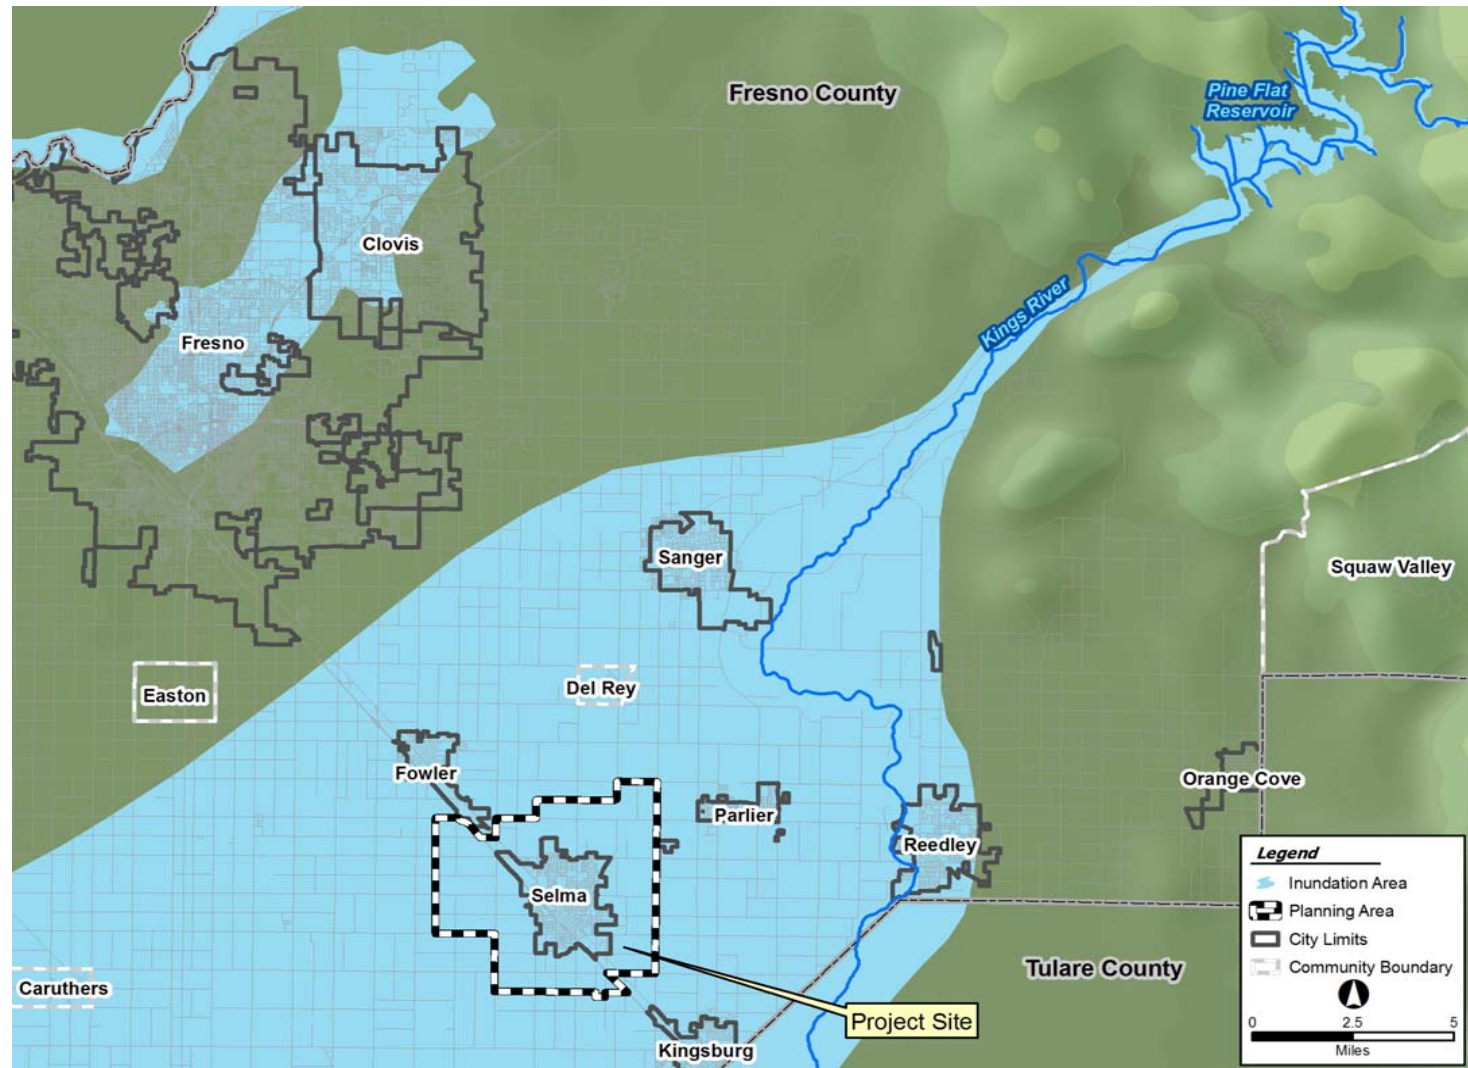 Fresno County
Pine Flat
Reservoir
Clovis
Kings River
Fresno
Sanger
Squaw Valley
Del Rey
Easton
Fowler
Orange Cove
Parlier
Reedley
Selma
Tulare County
Caruthers
Project Site
Kingsburg
Legend
Inundation Area
Planning Area
City Limits
Community Boundary
0 2.5 5
Miles